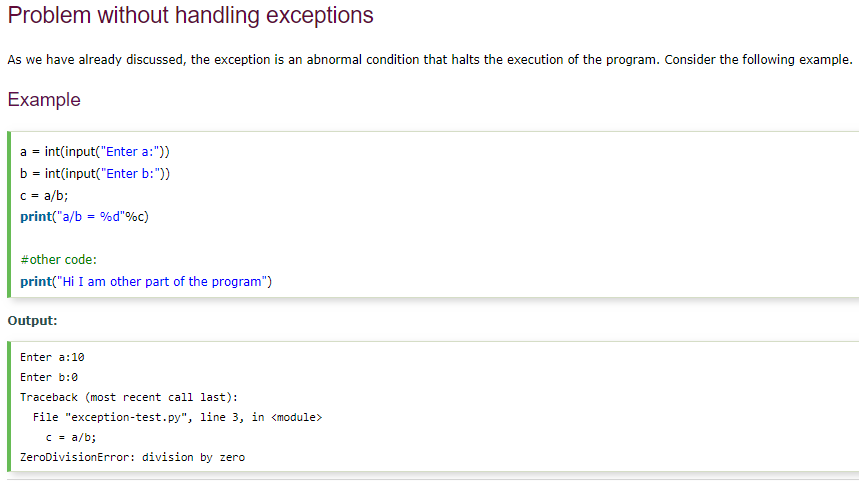 Problem without handling exceptions
As we have already discussed, the exception is an abnormal condition that halts the execution of the program. Consider the following example.
Example
a = int(input("Enter a:"))
b = int(input("Enter b:"))
c = a/b;
print("a/b = %d"%c)
#other code:
print("Hi I am other part of the program")
Output:
Enter a:10
Enter b:0
Traceback (most recent call last):
  File "exception-test.py", line 3, in <module>
    c = a/b;
ZeroDivisionError: division by zero